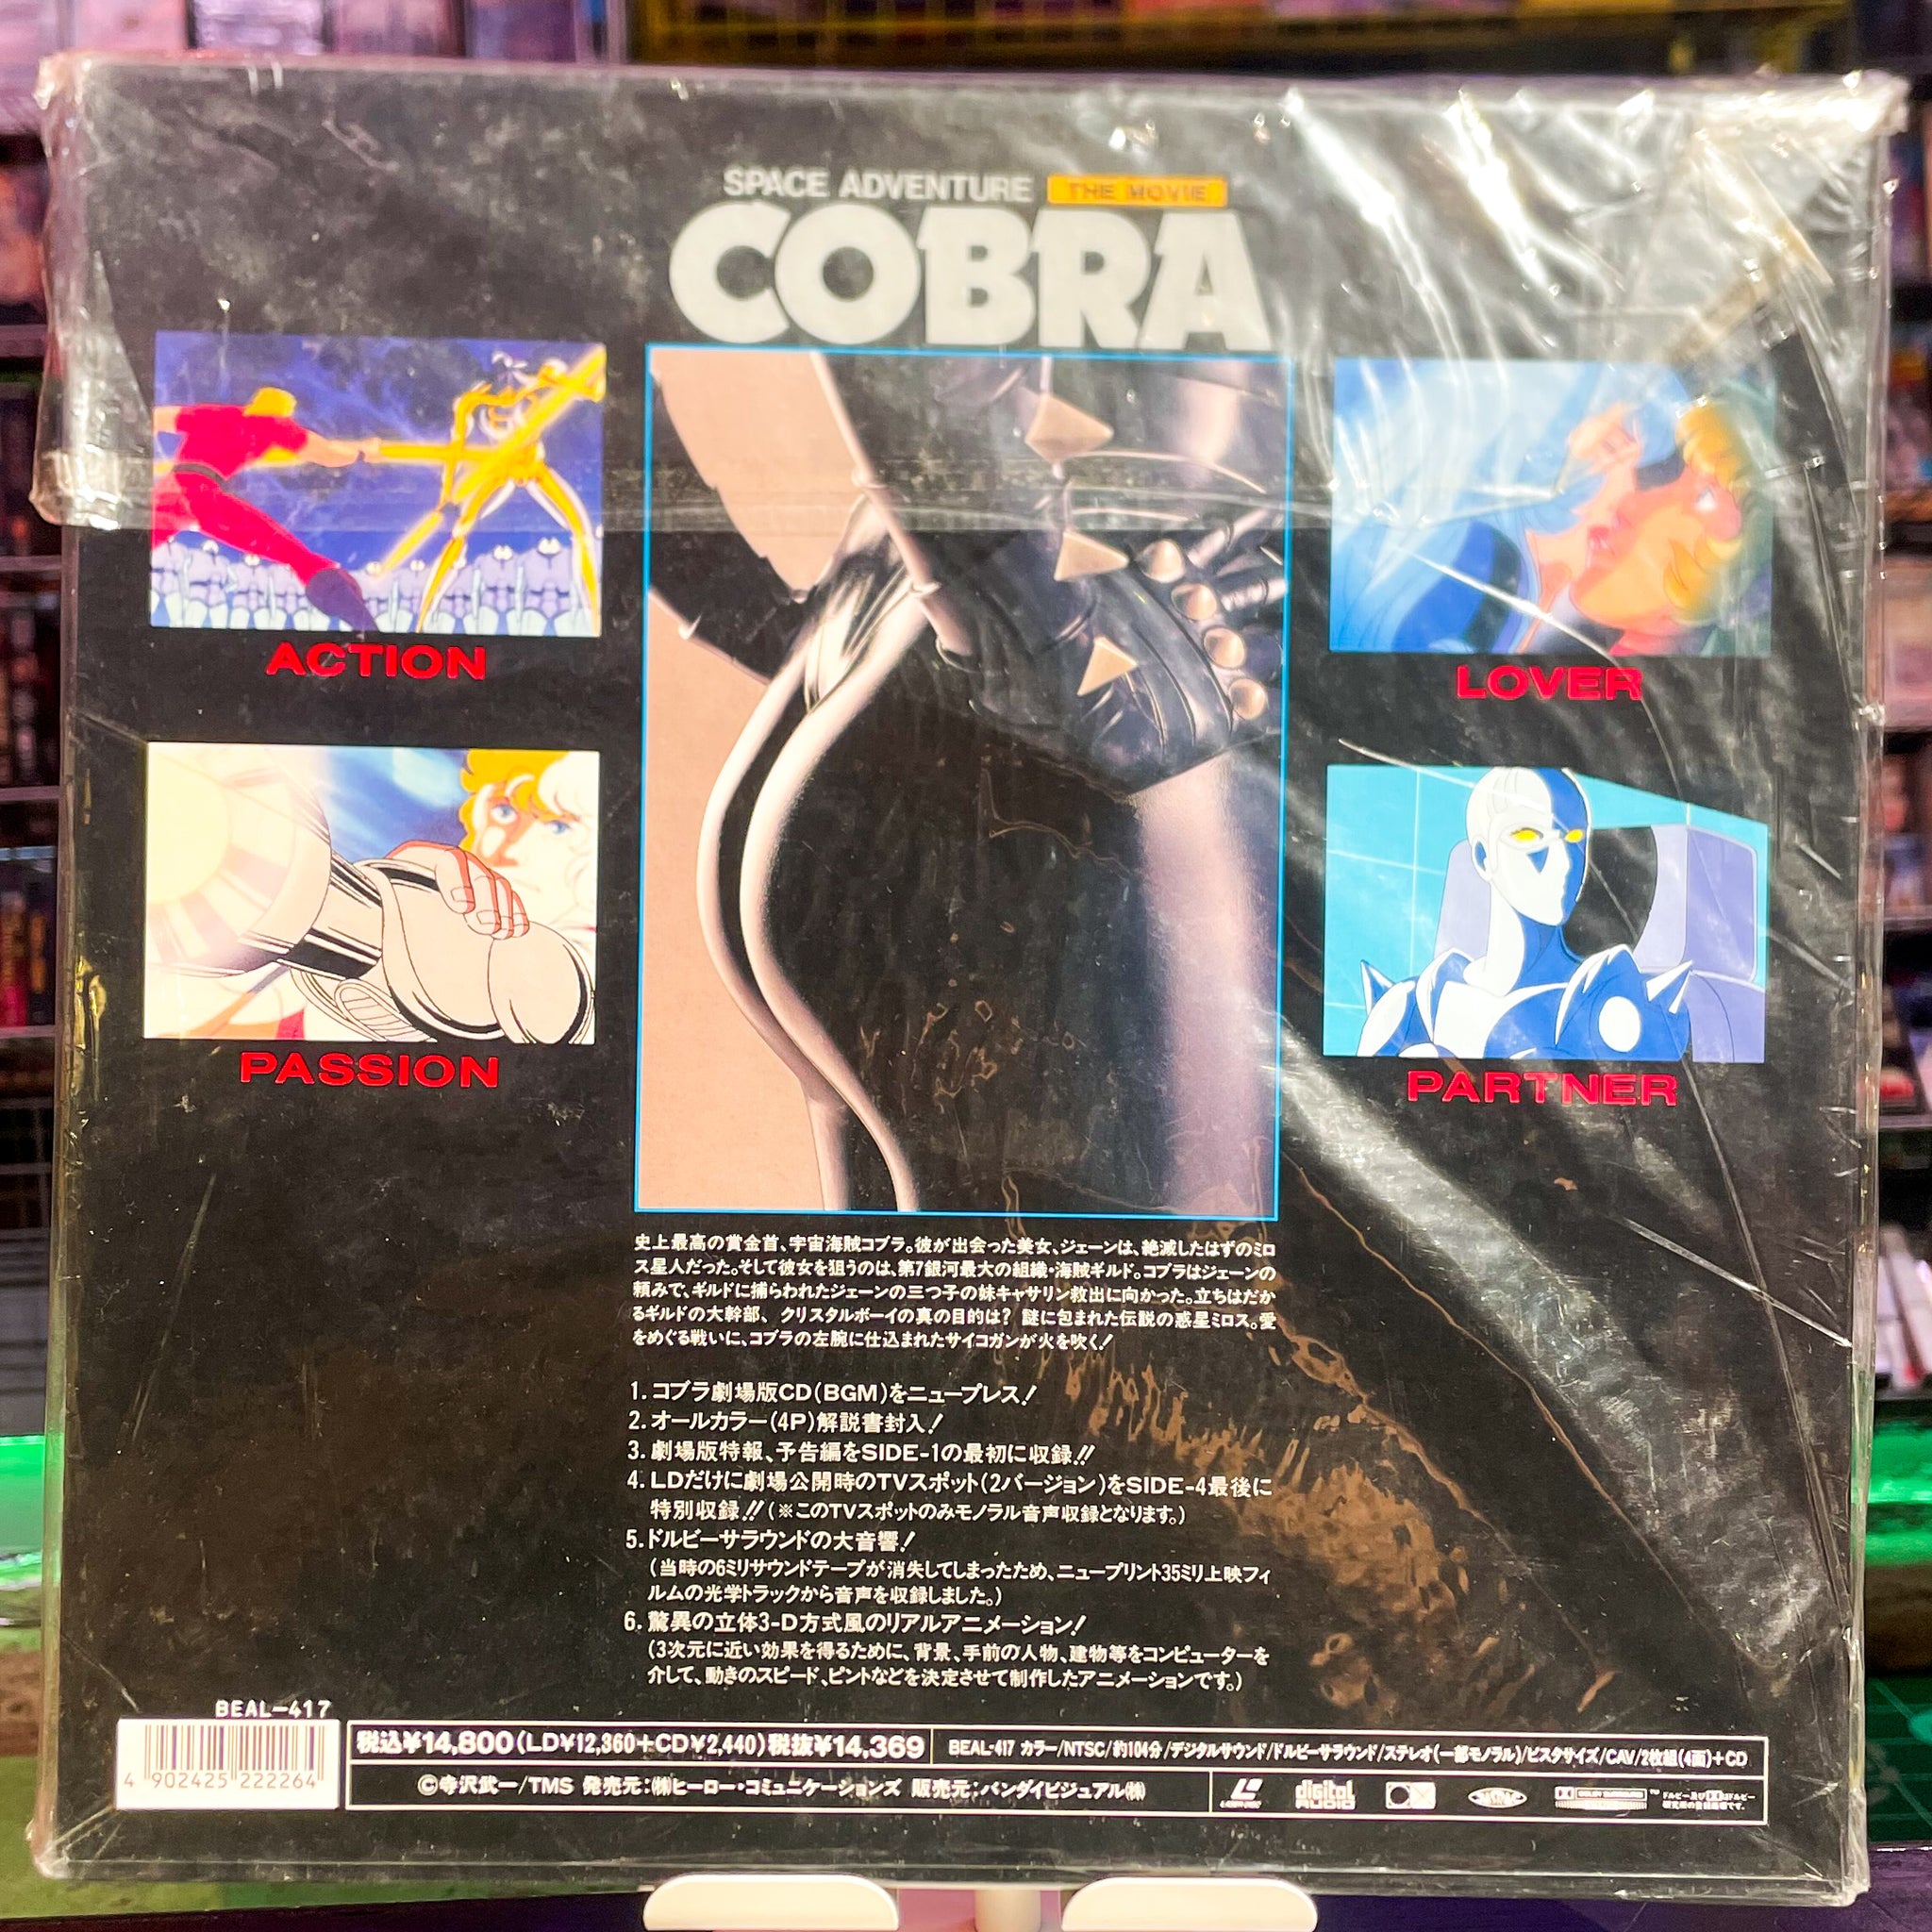 SPACE ADVENTURE THE MOVIE
COBRA
ACTION
LOVER
PASSION
PARTNER
史上最高の賞金首、宇宙海賊コブラ。彼が出会った美女、ジェーンは、絶滅したはずのミロ
ス星人だった。そして彼女を狙うのは、第7銀河最大の組織・海賊ギルド。コブラはジェーンの
頼みで、ギルドに捕らわれたジェーンの三つ子の妹キャサリン救出に向かった。立ちはだか
るギルドの大幹部、クリスタルボーイの真の目的は? 謎に包まれた伝説の惑星ミロス。愛
をめぐる戦いに、コブラの左腕に仕込まれたサイコガンが火を吹く!
1. コブラ劇場版CD(BGM)をニュープレス!
2. オールカラー(4P)解説書封入!
3. 劇場版特報、予告編をSIDE-1の最初に収録!!
4. LDだけに劇場公開時のTVスポット(2バージョン)をSIDE-4最後に
特別収録!!(※このTVスポットのみモノラル音声収録となります。)
5. ドルビーサラウンドの大音響!
(当時の6ミリサウンドテープが消失してしまったため、ニュープリント35ミリ上映フィ
ルムの光学トラックから音声を収録しました。)
6. 驚異の立体3-D方式風のリアルアニメーション!
(3次元に近い効果を得るために、背景、手前の人物、建物等をコンピューターを
介して、動きのスピード、ピントなどを決定させて制作したアニメーションです。)
BEAL-417
4 902425 222264
税込¥14,800(LD¥12,360+CD¥2,440)税抜¥14,369
BEAL-417 カラー/NTSC/約104分/デジタルサウンド/ドルビーサラウンド/ステレオ(一部モノラル)/ビスタサイズ/CAV/2枚組(4面)+CD
©寺沢武一/TMS 発売元:㈱ヒーロー・コミュニケーションズ 販売元:バンダイビジュアル㈱
digital AUDIO
DOLBY SURROUND